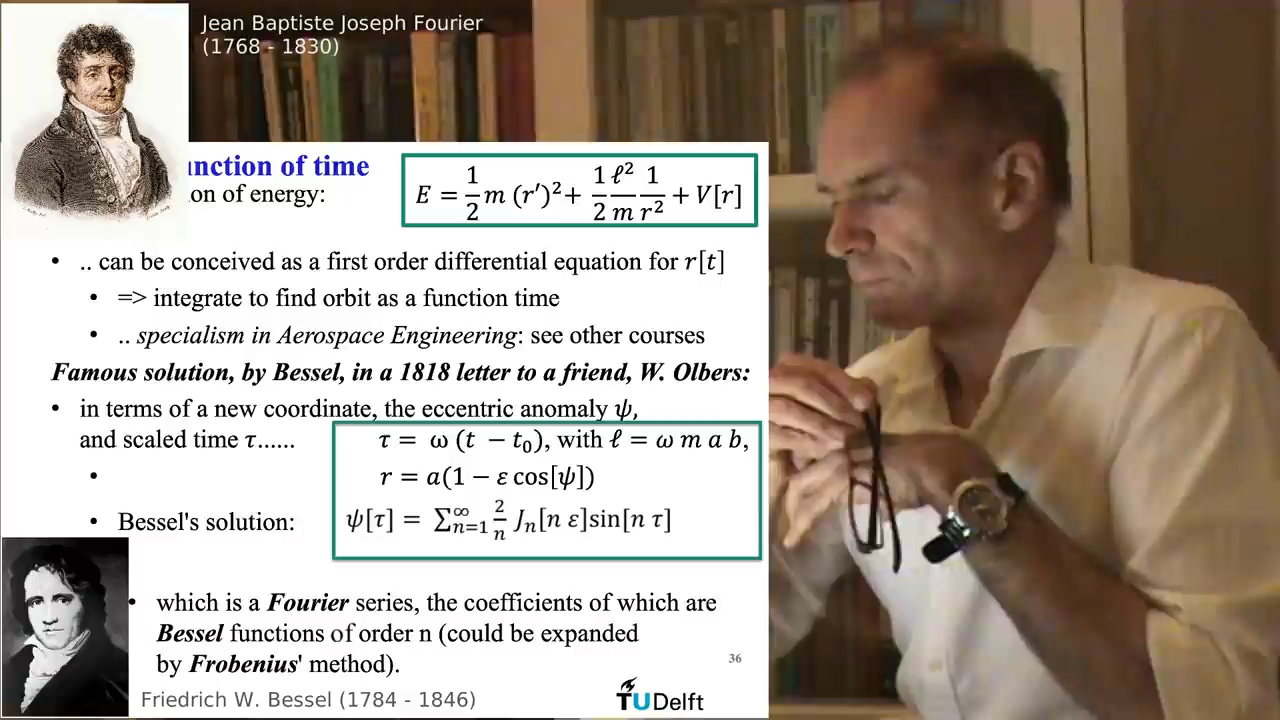 Jean Baptiste Joseph Fourier
(1768 - 1830)
unction of time
ion of energy:
E = 1/2 m (r′)² + 1/2 ℓ²/m 1/r² + V[r]
• .. can be conceived as a first order differential equation for r[t]
• => integrate to find orbit as a function time
• .. specialism in Aerospace Engineering: see other courses
Famous solution, by Bessel, in a 1818 letter to a friend, W. Olbers:
• in terms of a new coordinate, the eccentric anomaly ψ,
and scaled time τ......
τ = ω (t − t₀), with ℓ = ω m a b,
• r = a(1 − ε cos[ψ])
• Bessel's solution: ψ[τ] = ∑ₙ₌₁^∞ 2/n Jₙ[n ε]sin[n τ]
• which is a Fourier series, the coefficients of which are
Bessel functions of order n (could be expanded
by Frobenius' method).
36
Friedrich W. Bessel (1784 - 1846)
TUDelft